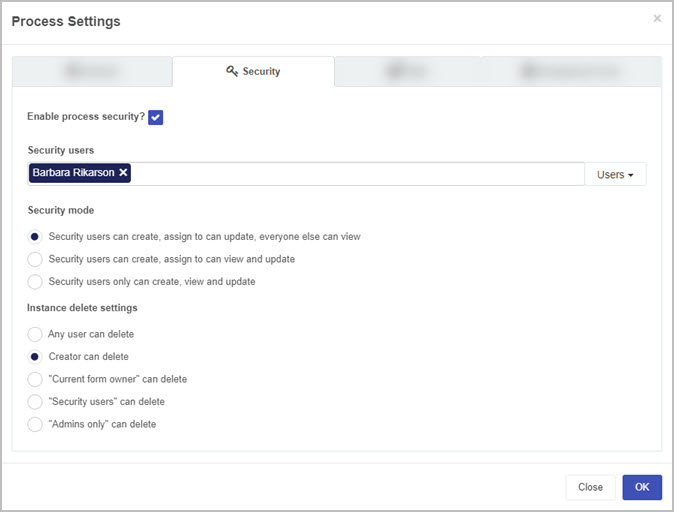 Process Settings
×
Security
Enable process security?
Security users
Barbara Rikarson ×
Users
Security mode
Security users can create, assign to can update, everyone else can view
Security users can create, assign to can view and update
Security users only can create, view and update
Instance delete settings
Any user can delete
Creator can delete
"Current form owner" can delete
"Security users" can delete
"Admins only" can delete
Close
OK